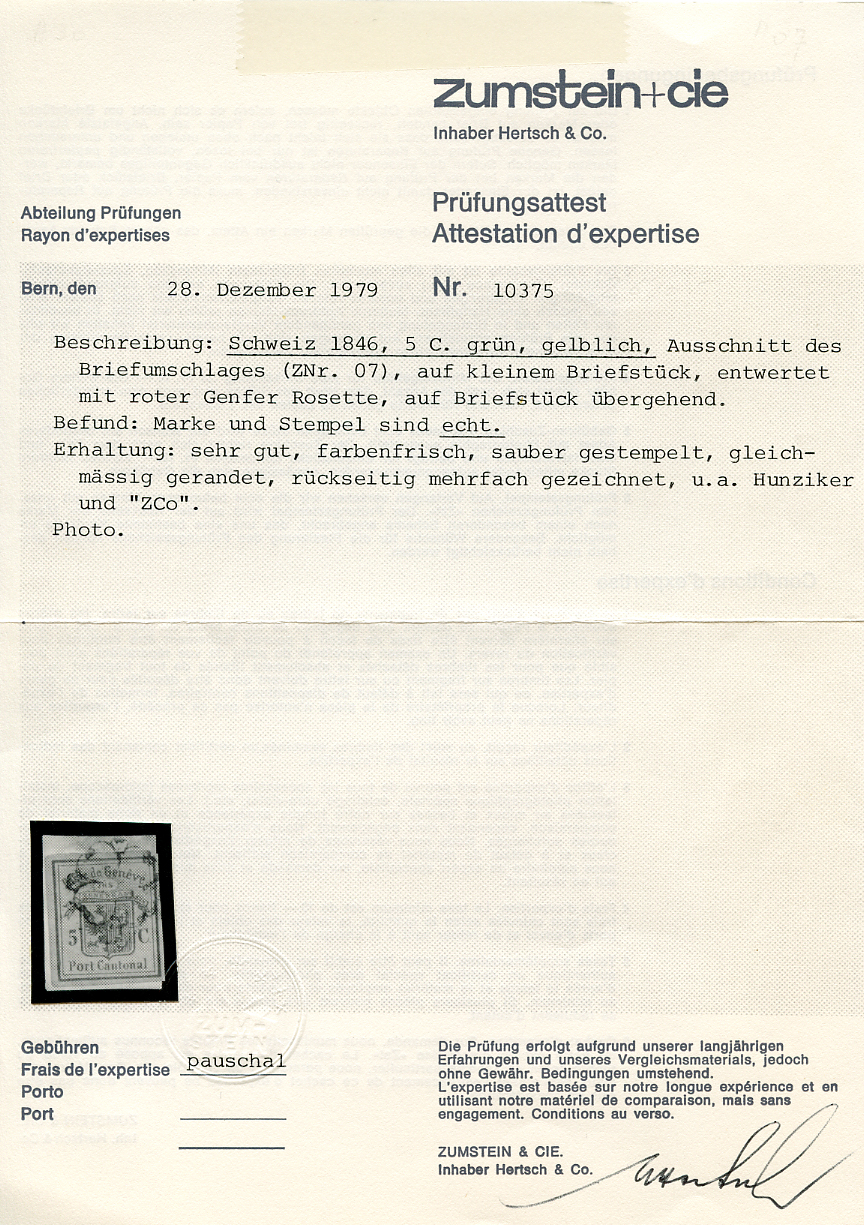 zumstein+cie
Inhaber Hertsch & Co.
Abteilung Prüfungen
Rayon d'expertises
Prüfungsattest
Attestation d'expertise
Bern, den 28. Dezember 1979 Nr. 10375
Beschreibung: Schweiz 1846, 5 C. grün, gelblich, Ausschnitt des
Briefumschlages (ZNr. 07), auf kleinem Briefstück, entwertet
mit roter Genfer Rosette, auf Briefstück übergehend.
Befund: Marke und Stempel sind echt.
Erhaltung: sehr gut, farbenfrisch, sauber gestempelt, gleich-
mässig gerandet, rückseitig mehrfach gezeichnet, u.a. Hunziker
und "ZCo".
Photo.
de Genève
5 C
Port Cantonal
Gebühren
Frais de l'expertise pauschal
Porto
Port
Die Prüfung erfolgt aufgrund unserer langjährigen
Erfahrungen und unseres Vergleichsmaterials, jedoch
ohne Gewähr. Bedingungen umstehend.
L'expertise est basée sur notre longue expérience et en
utilisant notre matériel de comparaison, mais sans
engagement. Conditions au verso.
ZUMSTEIN & CIE.
Inhaber Hertsch & Co.